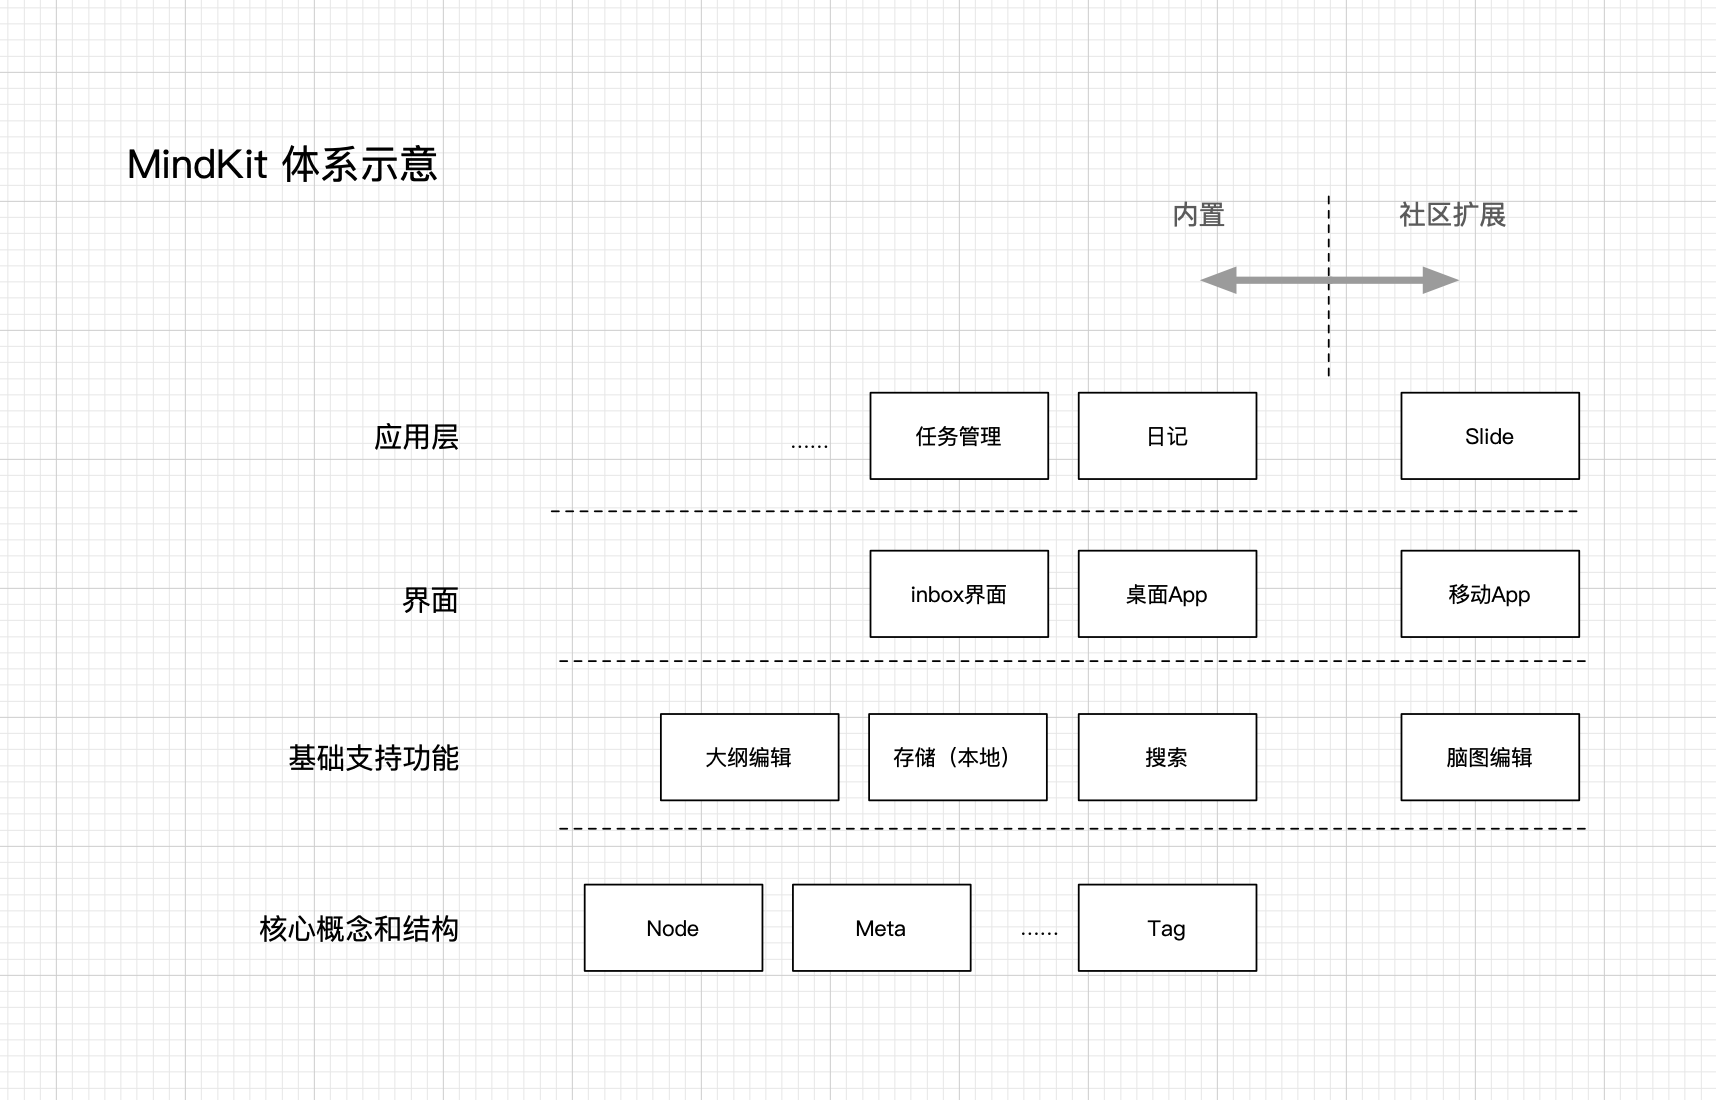 MindKit 体系示意
内置
社区扩展
应用层
……
任务管理
日记
Slide
界面
inbox界面
桌面App
移动App
基础支持功能
大纲编辑
存储（本地）
搜索
脑图编辑
核心概念和结构
Node
Meta
……
Tag